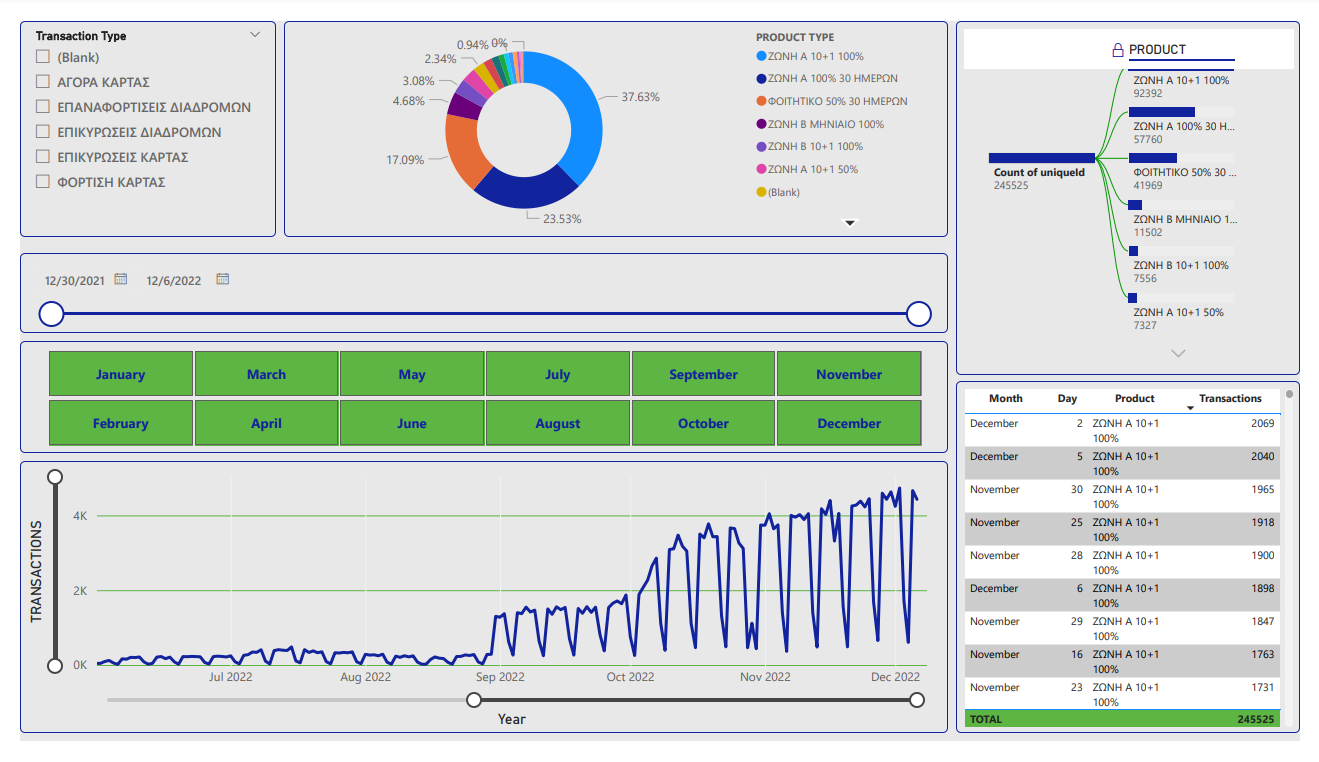 Transaction Type
(Blank)
ΑΓΟΡΑ ΚΑΡΤΑΣ
ΕΠΑΝΑΦΟΡΤΙΣΕΙΣ ΔΙΑΔΡΟΜΩΝ
ΕΠΙΚΥΡΩΣΕΙΣ ΔΙΑΔΡΟΜΩΝ
ΕΠΙΚΥΡΩΣΕΙΣ ΚΑΡΤΑΣ
ΦΟΡΤΙΣΗ ΚΑΡΤΑΣ
0.94% 0%
2.34%
3.08%
4.68%
17.09%
37.63%
23.53%
PRODUCT TYPE
ΖΩΝΗ Α 10+1 100%
ΖΩΝΗ Α 100% 30 ΗΜΕΡΩΝ
ΦΟΙΤΗΤΙΚΟ 50% 30 ΗΜΕΡΩΝ
ΖΩΝΗ Β ΜΗΝΙΑΙΟ 100%
ΖΩΝΗ Β 10+1 100%
ΖΩΝΗ Α 10+1 50%
(Blank)
PRODUCT
Count of uniqueId
245525
ΖΩΝΗ Α 10+1 100%
92392
ΖΩΝΗ Α 100% 30 Η...
57760
ΦΟΙΤΗΤΙΚΟ 50% 30 ...
41969
ΖΩΝΗ Β ΜΗΝΙΑΙΟ 1...
11502
ΖΩΝΗ Β 10+1 100%
7556
ΖΩΝΗ Α 10+1 50%
7327
12/30/2021 12/6/2022
January March May July September November
February April June August October December
TRANSACTIONS
4K
2K
0K
Jul 2022 Aug 2022 Sep 2022 Oct 2022 Nov 2022 Dec 2022
Year
Month Day Product Transactions
December 2 ΖΩΝΗ Α 10+1 2069
100%
December 5 ΖΩΝΗ Α 10+1 2040
100%
November 30 ΖΩΝΗ Α 10+1 1965
100%
November 25 ΖΩΝΗ Α 10+1 1918
100%
November 28 ΖΩΝΗ Α 10+1 1900
100%
December 6 ΖΩΝΗ Α 10+1 1898
100%
November 29 ΖΩΝΗ Α 10+1 1847
100%
November 16 ΖΩΝΗ Α 10+1 1763
100%
November 23 ΖΩΝΗ Α 10+1 1731
100%
TOTAL 245525